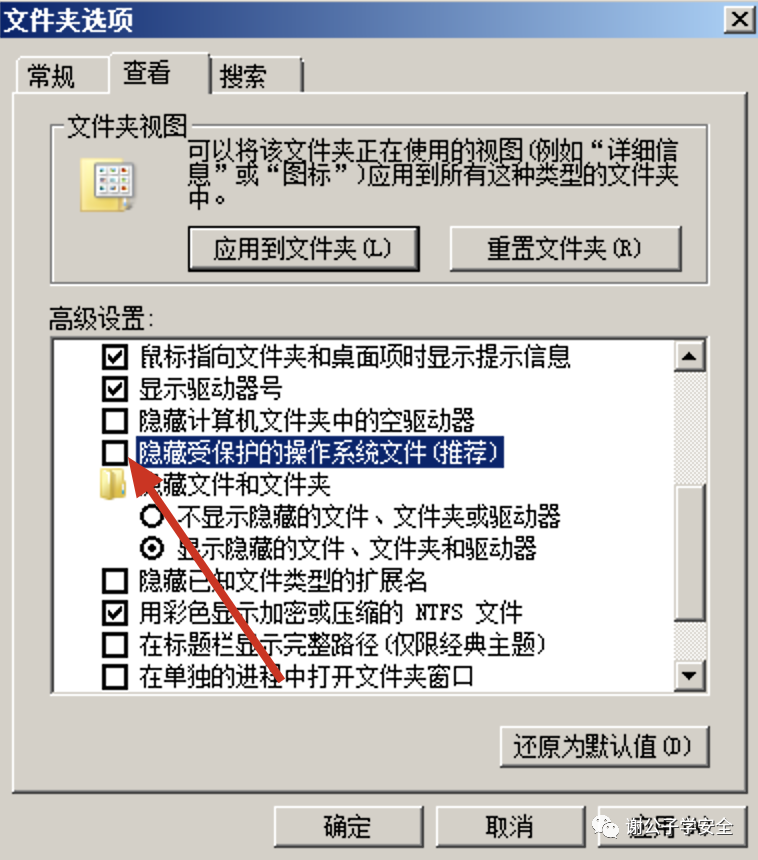 文件夹选项
常规
查看
搜索
文件夹视图
可以将该文件夹正在使用的视图(例如“详细信
息”或“图标”)应用到所有这种类型的文件夹
中。
应用到文件夹(L)
重置文件夹(R)
高级设置:
鼠标指向文件夹和桌面项时显示提示信息
显示驱动器号
隐藏计算机文件夹中的空驱动器
隐藏受保护的操作系统文件(推荐)
隐藏文件和文件夹
不显示隐藏的文件、文件夹或驱动器
显示隐藏的文件、文件夹和驱动器
隐藏已知文件类型的扩展名
用彩色显示加密或压缩的 NTFS 文件
在标题栏显示完整路径(仅限经典主题)
在单独的进程中打开文件夹窗口
还原为默认值(D)
确定
取消
应用(A)
谢公子学安全